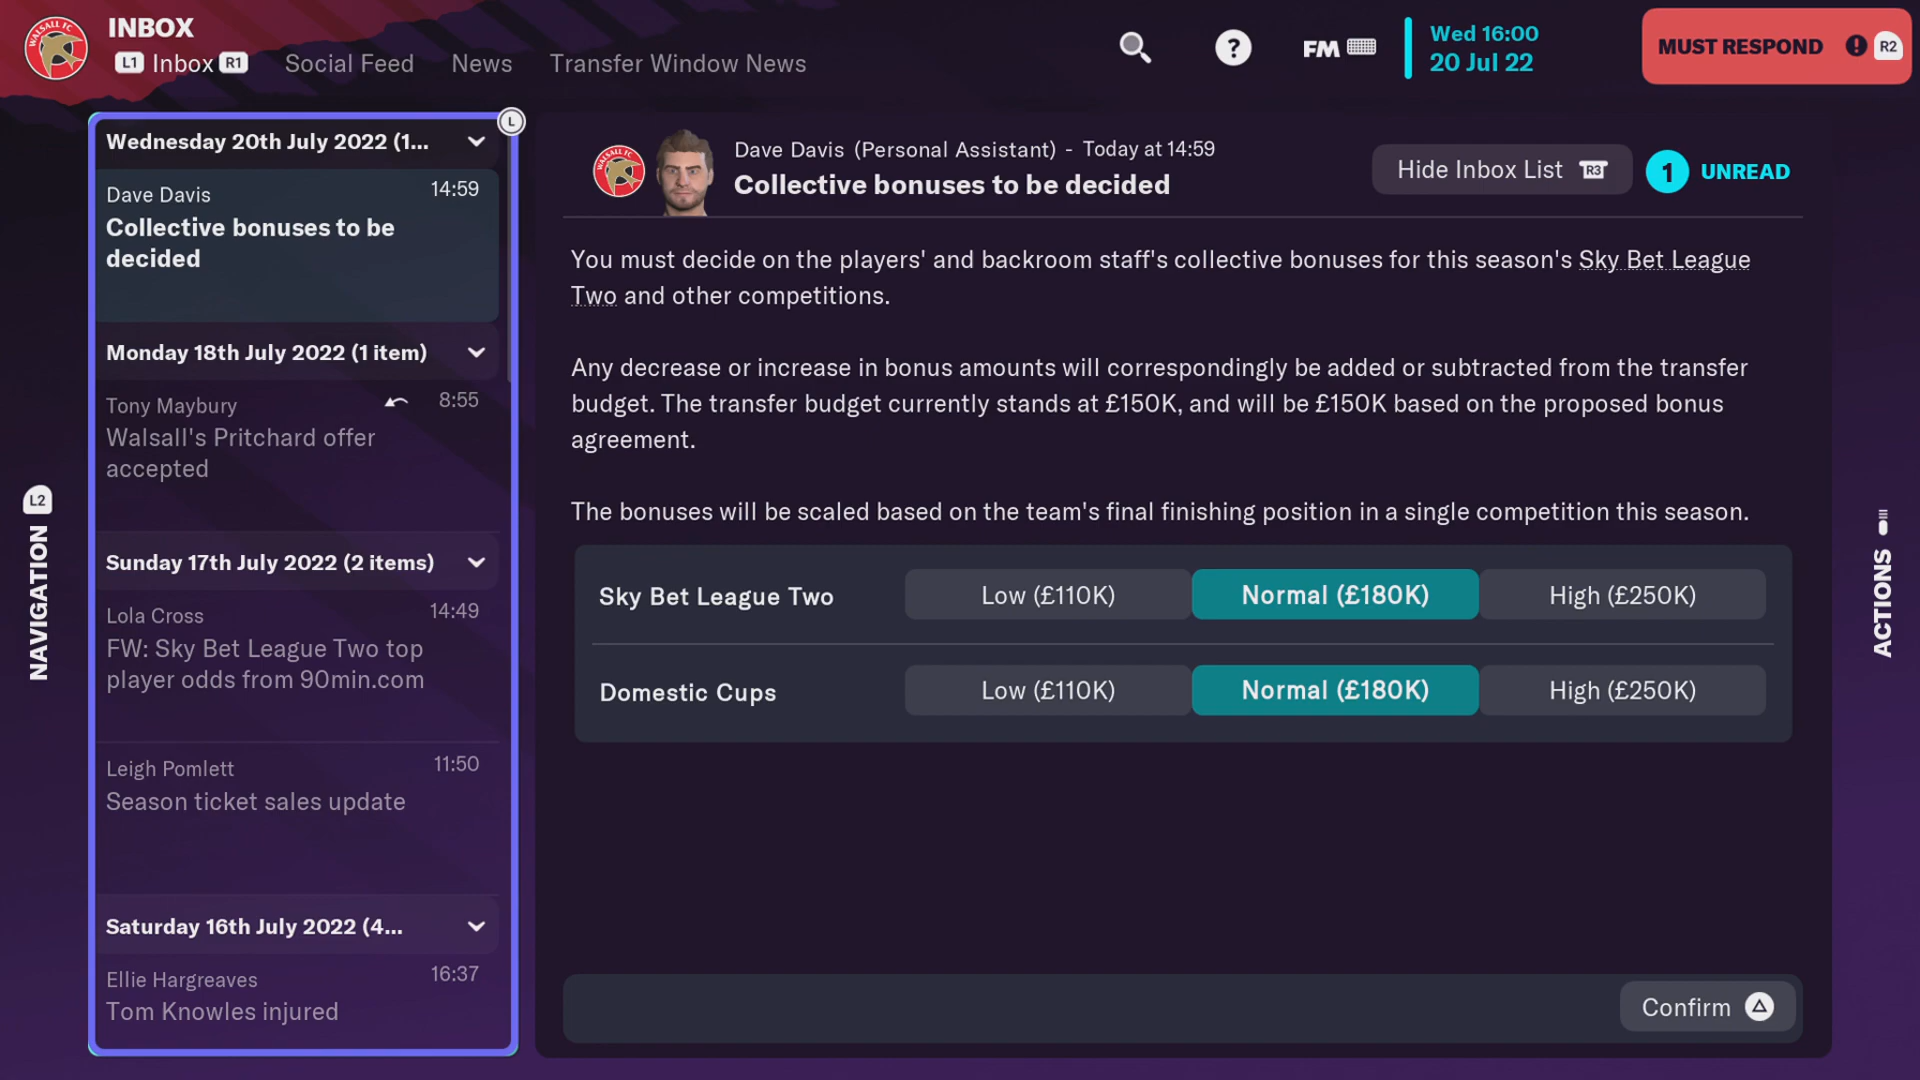 INBOX
L1 Inbox R1 Social Feed News Transfer Window News
?
FM
Wed 16:00
20 Jul 22
MUST RESPOND R2
L
Wednesday 20th July 2022 (1...
Dave Davis 14:59
Collective bonuses to be
decided
Monday 18th July 2022 (1 item)
Tony Maybury 8:55
Walsall's Pritchard offer
accepted
Sunday 17th July 2022 (2 items)
Lola Cross 14:49
FW: Sky Bet League Two top
player odds from 90min.com
Leigh Pomlett 11:50
Season ticket sales update
Saturday 16th July 2022 (4...
Ellie Hargreaves 16:37
Tom Knowles injured
NAVIGATION L2
WALSALL FC
Dave Davis (Personal Assistant) - Today at 14:59
Collective bonuses to be decided
Hide Inbox List R3
1 UNREAD
You must decide on the players' and backroom staff's collective bonuses for this season's Sky Bet League
Two and other competitions.
Any decrease or increase in bonus amounts will correspondingly be added or subtracted from the transfer
budget. The transfer budget currently stands at £150K, and will be £150K based on the proposed bonus
agreement.
The bonuses will be scaled based on the team's final finishing position in a single competition this season.
Sky Bet League Two Low (£110K) Normal (£180K) High (£250K)
Domestic Cups Low (£110K) Normal (£180K) High (£250K)
Confirm
ACTIONS